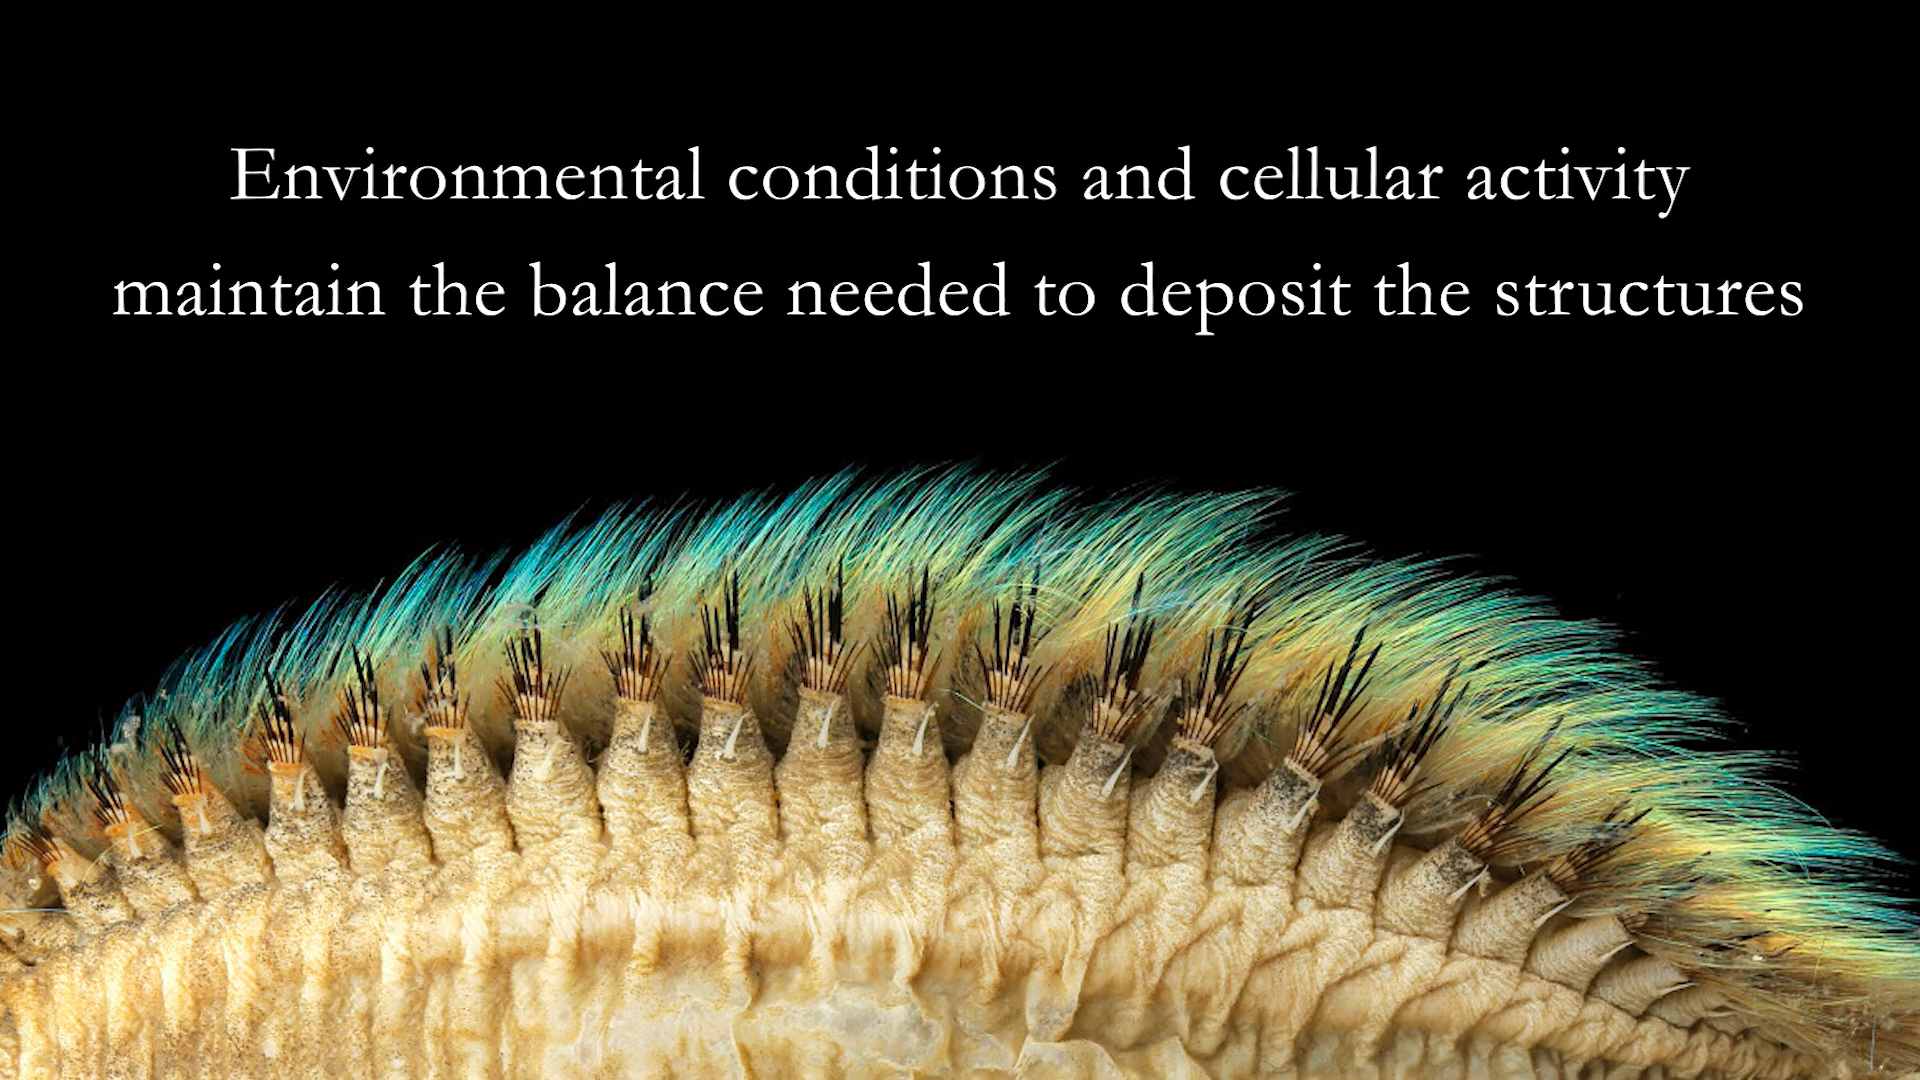 Environmental conditions and cellular activity
maintain the balance needed to deposit the structures